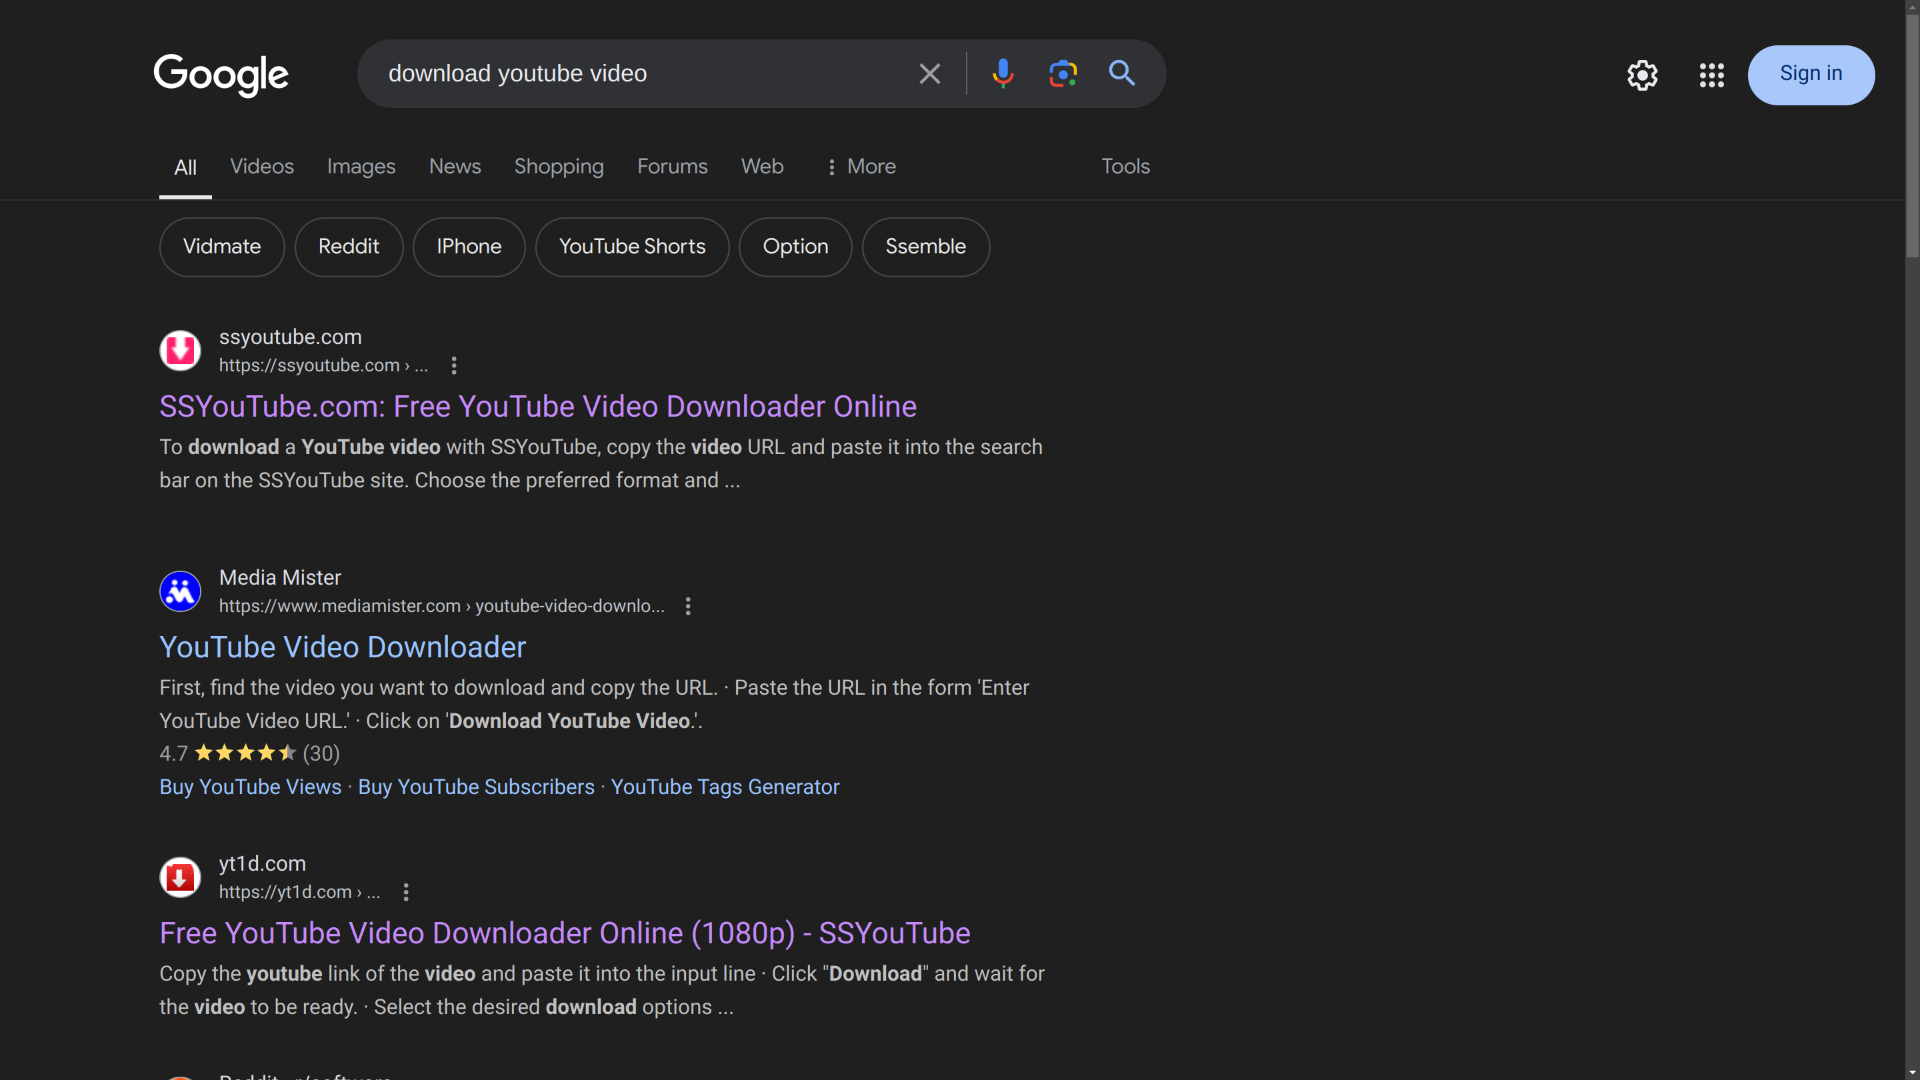 Google
download youtube video
Sign in
All
Videos
Images
News
Shopping
Forums
Web
More
Tools
Vidmate
Reddit
IPhone
YouTube Shorts
Option
Ssemble
ssyoutube.com
https://ssyoutube.com › ...
SSYouTube.com: Free YouTube Video Downloader Online
To download a YouTube video with SSYouTube, copy the video URL and paste it into the search
bar on the SSYouTube site. Choose the preferred format and ...
Media Mister
https://www.mediamister.com › youtube-video-downlo...
YouTube Video Downloader
First, find the video you want to download and copy the URL. · Paste the URL in the form 'Enter
YouTube Video URL.' · Click on 'Download YouTube Video.'.
4.7 (30)
Buy YouTube Views · Buy YouTube Subscribers · YouTube Tags Generator
yt1d.com
https://yt1d.com › ...
Free YouTube Video Downloader Online (1080p) - SSYouTube
Copy the youtube link of the video and paste it into the input line · Click "Download" and wait for
the video to be ready. · Select the desired download options ...